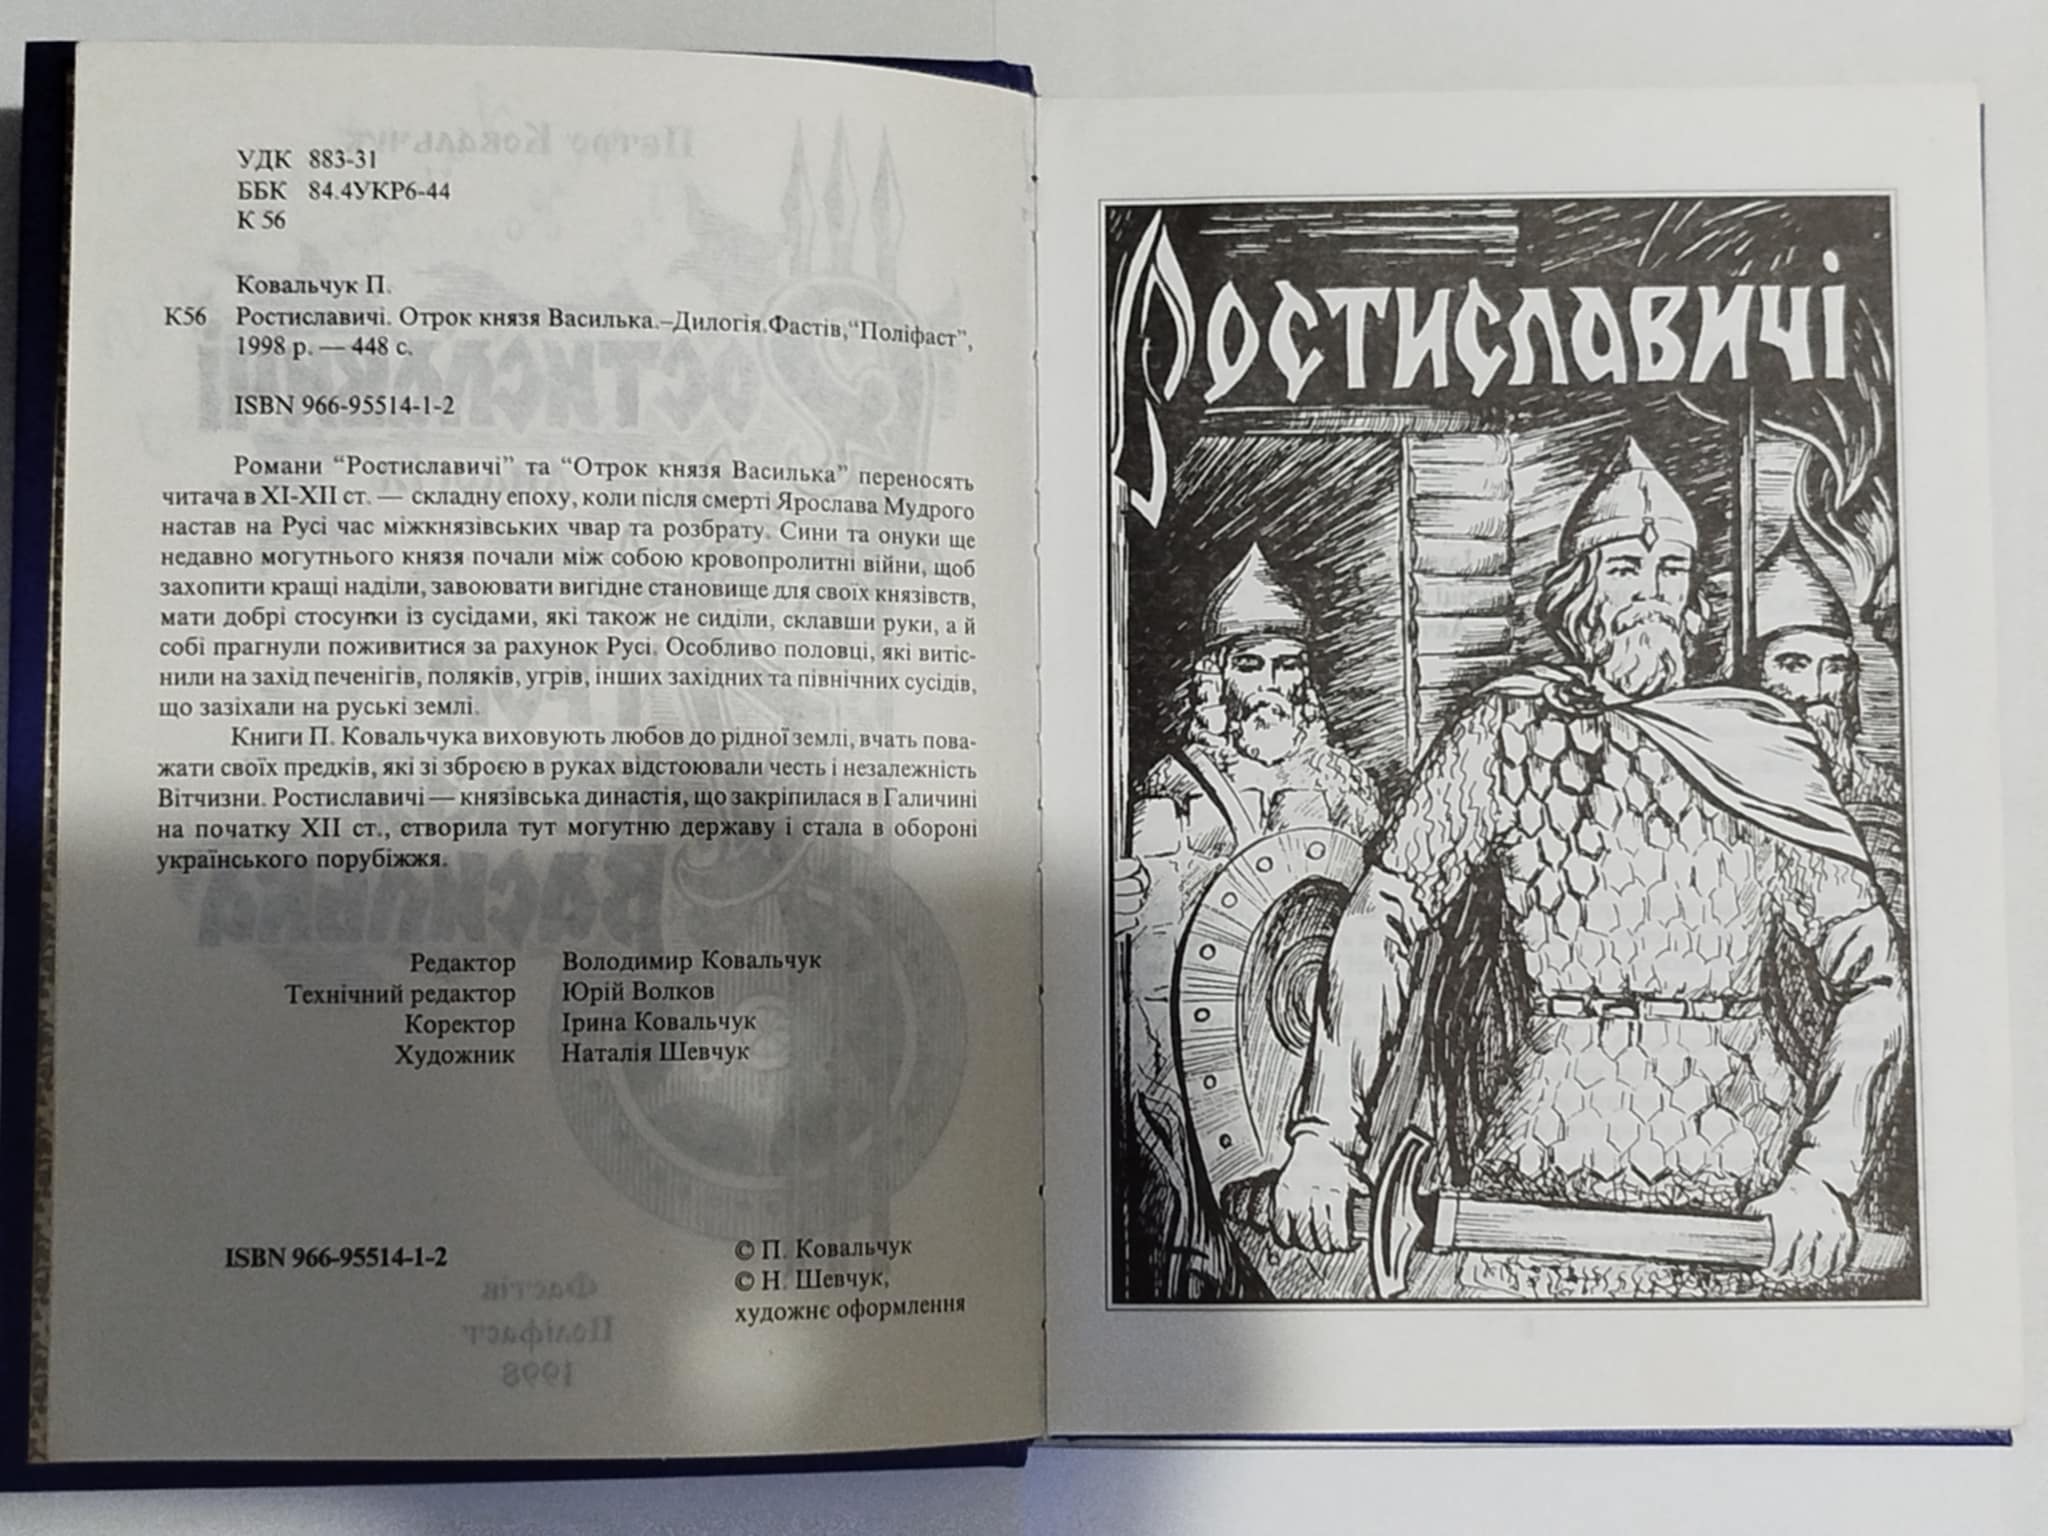 УДК 883-31
ББК 84.4УКР6-44
К 56
Ковальчук П.
К56 Ростиславичі. Отрок князя Василька.–Дилогія.Фастів,“Поліфаст”,
1998 р. — 448 с.
ISBN 966-95514-1-2
Романи “Ростиславичі” та “Отрок князя Василька” переносять
читача в XI-XII ст. — складну епоху, коли після смерті Ярослава Мудрого
настав на Русі час міжкнязівських чвар та розбрату. Сини та онуки ще
недавно могутнього князя почали між собою кровопролитні війни, щоб
захопити кращі наділи, завоювати вигідне становище для своїх князівств,
мати добрі стосунки із сусідами, які також не сиділи, склавши руки, а й
собі прагнули поживитися за рахунок Русі. Особливо половці, які витіс-
нили на захід печенігів, поляків, угрів, інших західних та північних сусідів,
що зазіхали на руські землі.
Книги П. Ковальчука виховують любов до рідної землі, вчать пова-
жати своїх предків, які зі зброєю в руках відстоювали честь і незалежність
Вітчизни. Ростиславичі — князівська династія, що закріпилася в Галичині
на початку XII ст., створила тут могутню державу і стала в обороні
українського порубіжжя.
Редактор Володимир Ковальчук
Технічний редактор Юрій Волков
Коректор Ірина Ковальчук
Художник Наталія Шевчук
ISBN 966-95514-1-2
© П. Ковальчук
© Н. Шевчук,
художнє оформлення
Ростиславичі